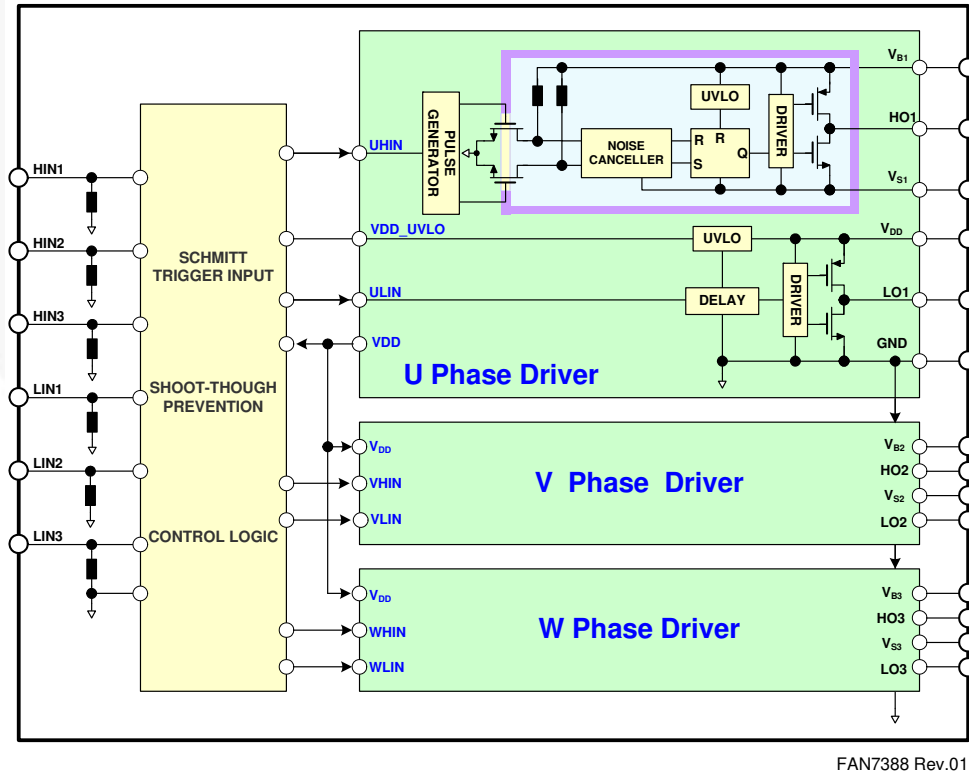 HIN1
HIN2
HIN3
LIN1
LIN2
LIN3
SCHMITT
TRIGGER INPUT
SHOOT-THOUGH
PREVENTION
CONTROL LOGIC
UHIN
VDD_UVLO
ULIN
VDD
PULSE
GENERATOR
NOISE
CANCELLER
UVLO
R
R
S
Q
DRIVER
VB1
HO1
VS1
UVLO
DELAY
DRIVER
VDD
LO1
GND
U Phase Driver
VDD
VHIN
VLIN
V Phase Driver
VB2
HO2
VS2
LO2
VDD
WHIN
WLIN
W Phase Driver
VB3
HO3
VS3
LO3
FAN7388 Rev.01